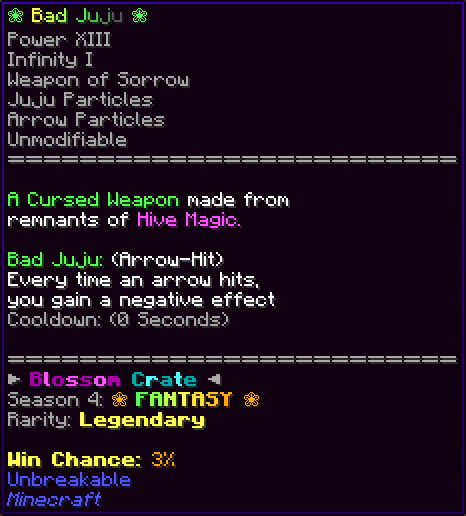 ❀ Bad Juju ❀
Power XIII
Infinity I
Weapon of Sorrow
Juju Particles
Arrow Particles
Unmodifiable
================================
A Cursed Weapon made from
remnants of Hive Magic.
Bad Juju: (Arrow-Hit)
Every time an arrow hits,
you gain a negative effect
Cooldown: (0 Seconds)
================================
► Blossom Crate ◄
Season 4: ❀ FANTASY ❀
Rarity: Legendary
Win Chance: 3%
Unbreakable
Minecraft